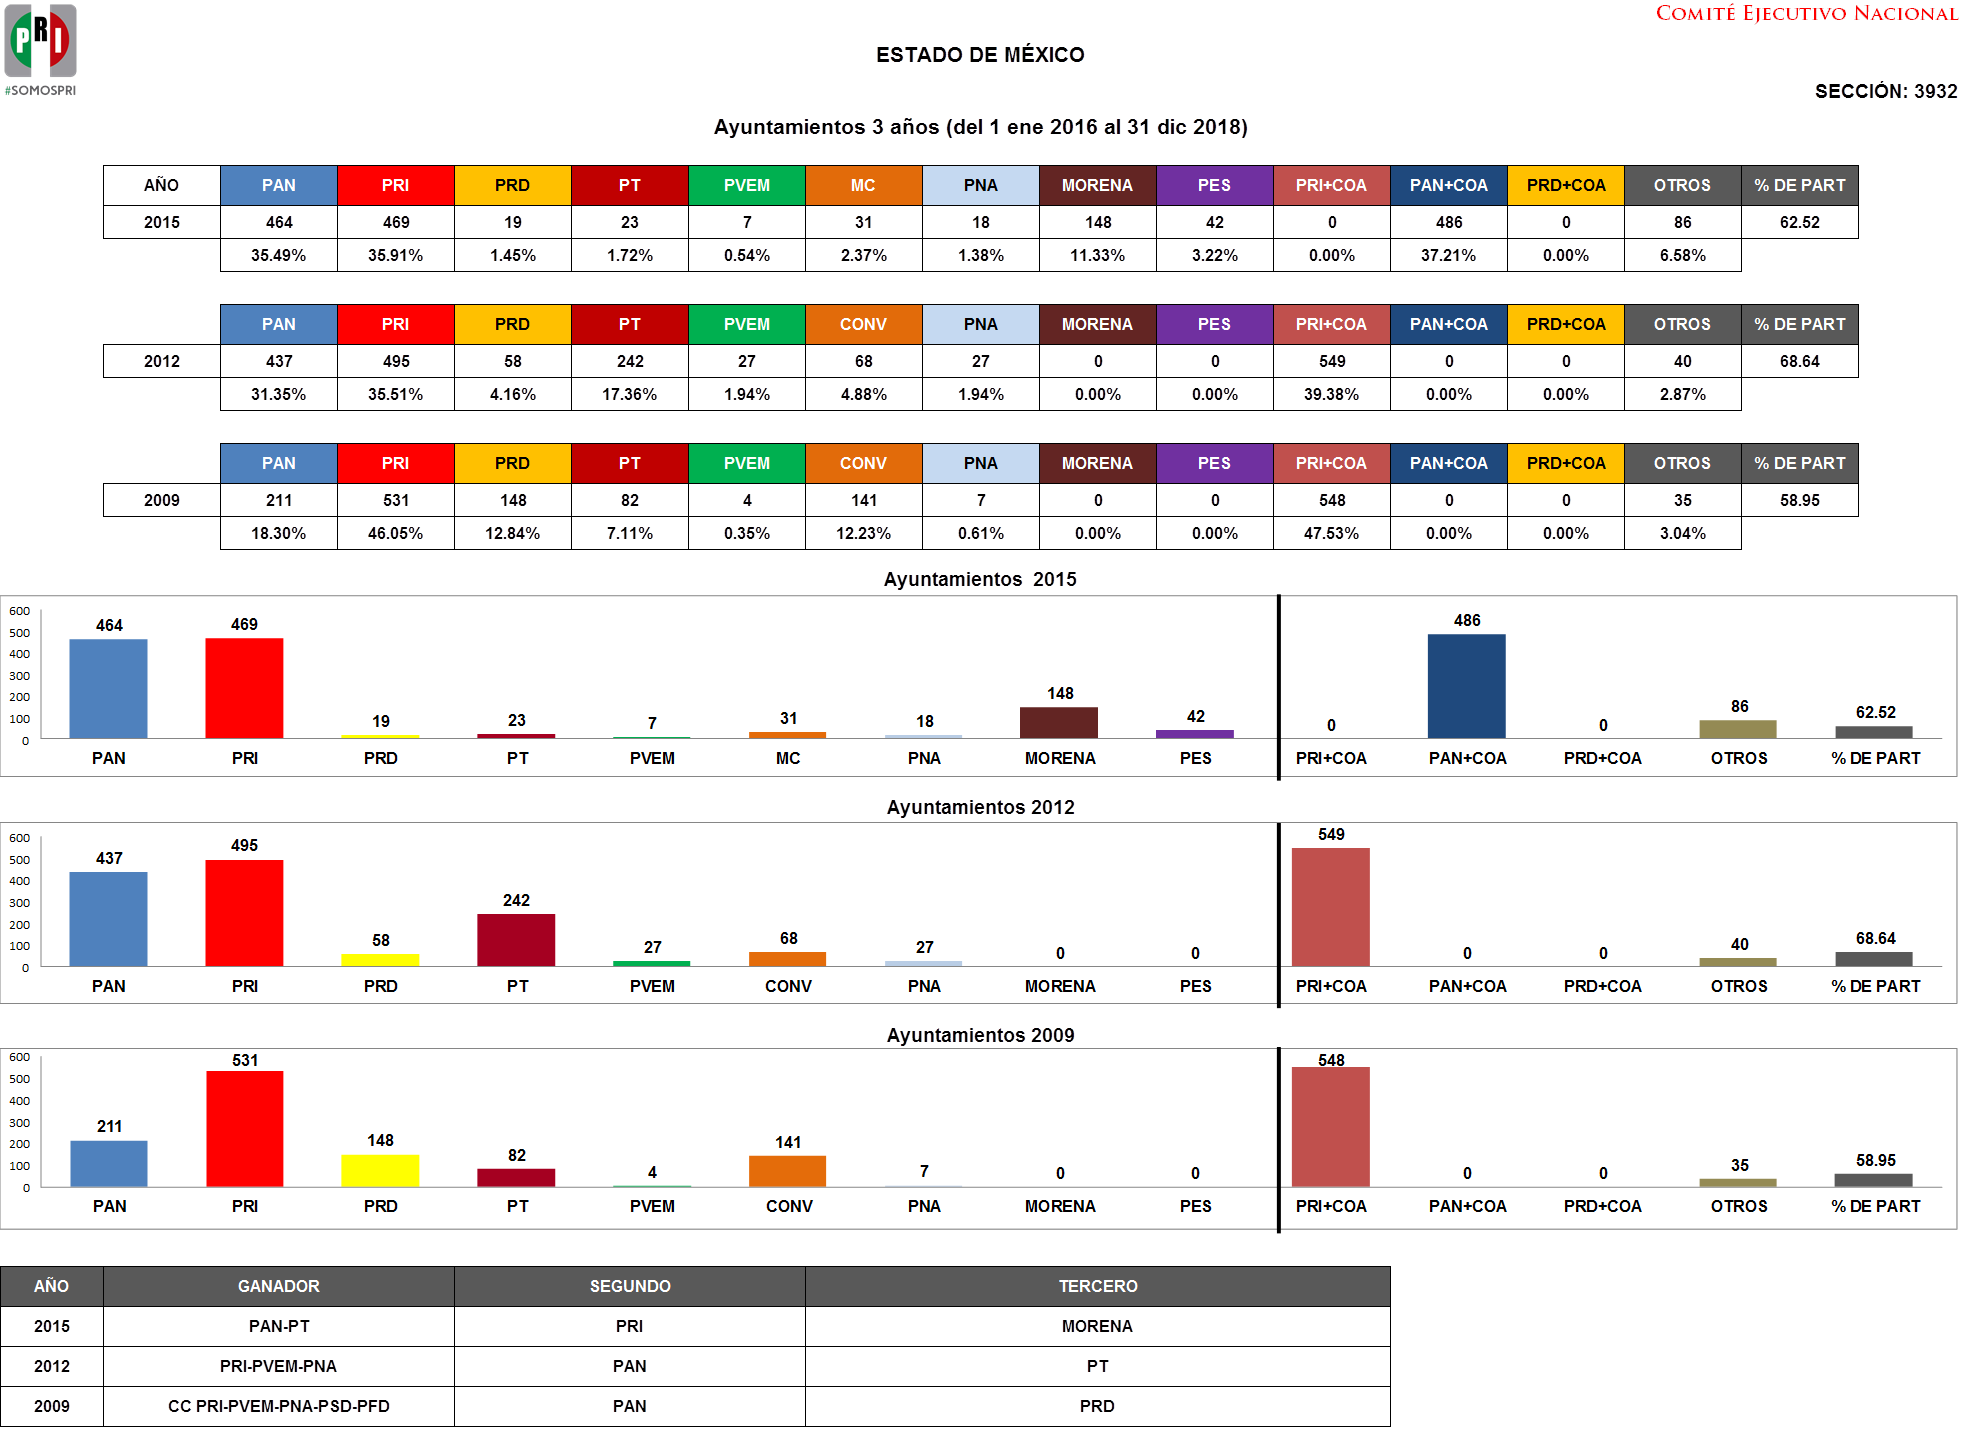 PRI
#SOMOSPRI
COMITÉ EJECUTIVO NACIONAL
ESTADO DE MÉXICO
SECCIÓN: 3932
Ayuntamientos 3 años (del 1 ene 2016 al 31 dic 2018)
AÑO PAN PRI PRD PT PVEM MC PNA MORENA PES PRI+COA PAN+COA PRD+COA OTROS % DE PART
2015 464 469 19 23 7 31 18 148 42 0 486 0 86 62.52
35.49% 35.91% 1.45% 1.72% 0.54% 2.37% 1.38% 11.33% 3.22% 0.00% 37.21% 0.00% 6.58%
PAN PRI PRD PT PVEM CONV PNA MORENA PES PRI+COA PAN+COA PRD+COA OTROS % DE PART
2012 437 495 58 242 27 68 27 0 0 549 0 0 40 68.64
31.35% 35.51% 4.16% 17.36% 1.94% 4.88% 1.94% 0.00% 0.00% 39.38% 0.00% 0.00% 2.87%
PAN PRI PRD PT PVEM CONV PNA MORENA PES PRI+COA PAN+COA PRD+COA OTROS % DE PART
2009 211 531 148 82 4 141 7 0 0 548 0 0 35 58.95
18.30% 46.05% 12.84% 7.11% 0.35% 12.23% 0.61% 0.00% 0.00% 47.53% 0.00% 0.00% 3.04%
Ayuntamientos 2015
600
500
400
300
200
100
0
464 469 19 23 7 31 18 148 42 0 486 0 86 62.52
PAN PRI PRD PT PVEM MC PNA MORENA PES PRI+COA PAN+COA PRD+COA OTROS % DE PART
Ayuntamientos 2012
600
500
400
300
200
100
0
437 495 58 242 27 68 27 0 0 549 0 0 40 68.64
PAN PRI PRD PT PVEM CONV PNA MORENA PES PRI+COA PAN+COA PRD+COA OTROS % DE PART
Ayuntamientos 2009
600
500
400
300
200
100
0
211 531 148 82 4 141 7 0 0 548 0 0 35 58.95
PAN PRI PRD PT PVEM CONV PNA MORENA PES PRI+COA PAN+COA PRD+COA OTROS % DE PART
AÑO GANADOR SEGUNDO TERCERO
2015 PAN-PT PRI MORENA
2012 PRI-PVEM-PNA PAN PT
2009 CC PRI-PVEM-PNA-PSD-PFD PAN PRD